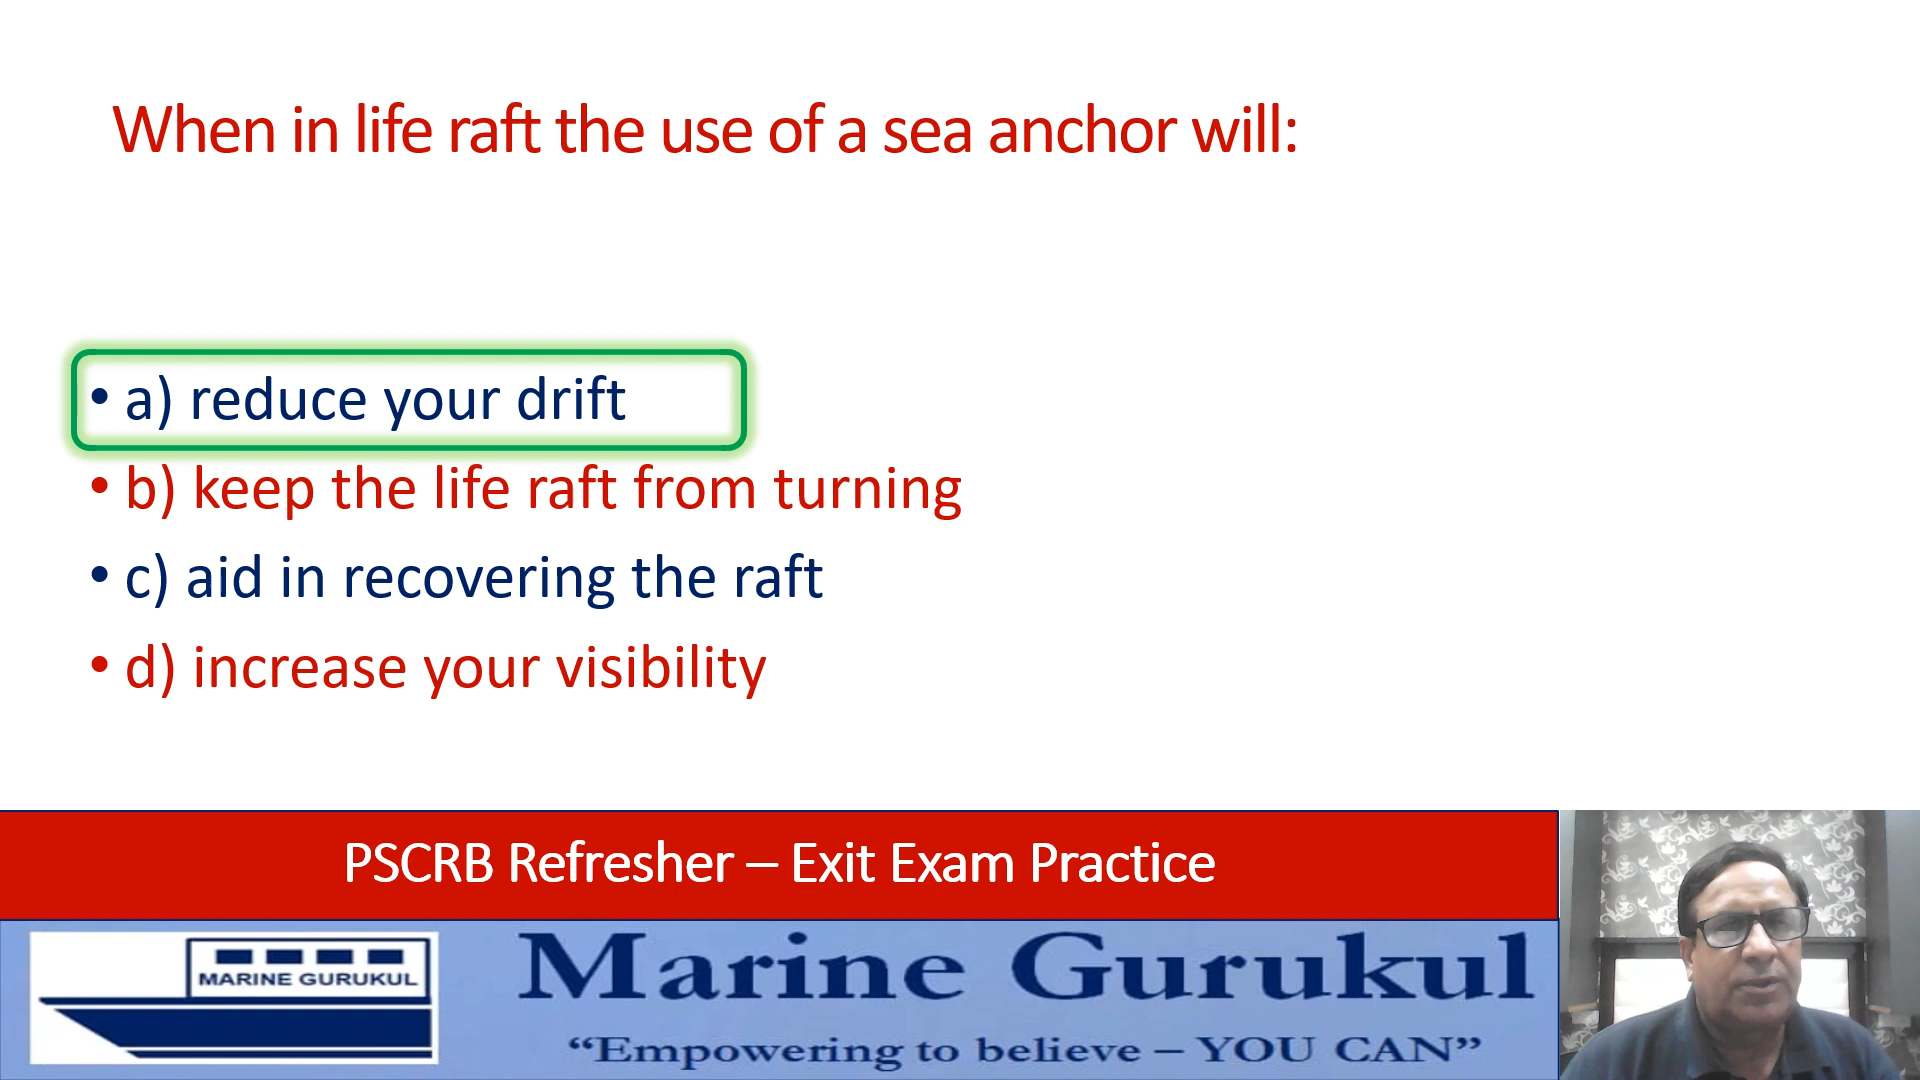 When in life raft the use of a sea anchor will:
• a) reduce your drift
• b) keep the life raft from turning
• c) aid in recovering the raft
• d) increase your visibility
PSCRB Refresher – Exit Exam Practice
MARINE GURUKUL
Marine Gurukul
“Empowering to believe – YOU CAN”